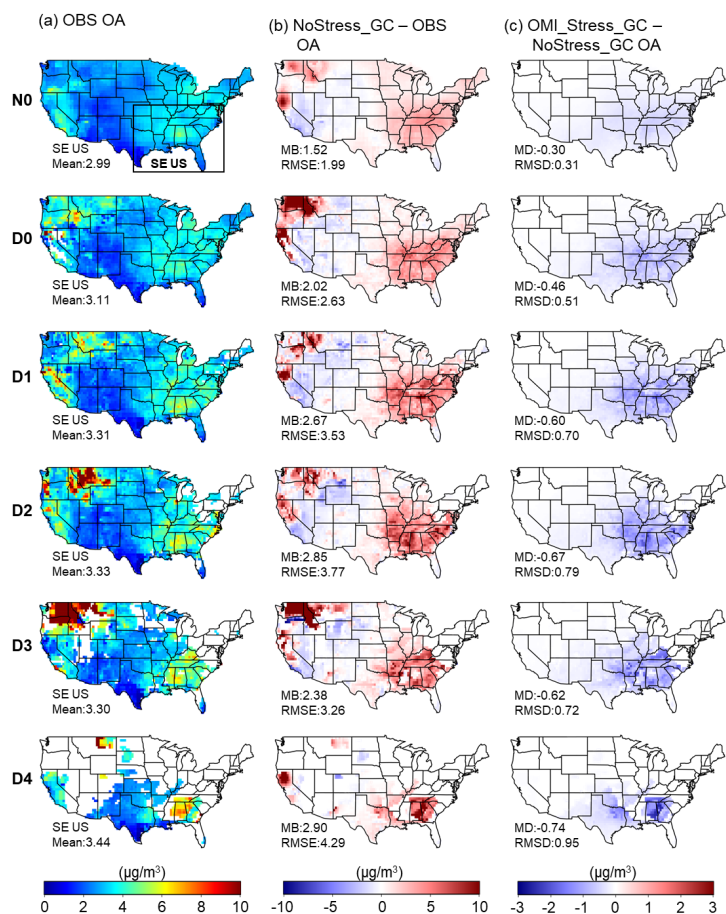 (a) OBS OA
(b) NoStress_GC – OBS
OA
(c) OMI_Stress_GC –
NoStress_GC OA
N0
SE US
Mean:2.99
SE US
MB:1.52
RMSE:1.99
MD:-0.30
RMSD:0.31
D0
SE US
Mean:3.11
MB:2.02
RMSE:2.63
MD:-0.46
RMSD:0.51
D1
SE US
Mean:3.31
MB:2.67
RMSE:3.53
MD:-0.60
RMSD:0.70
D2
SE US
Mean:3.33
MB:2.85
RMSE:3.77
MD:-0.67
RMSD:0.79
D3
SE US
Mean:3.30
MB:2.38
RMSE:3.26
MD:-0.62
RMSD:0.72
D4
SE US
Mean:3.44
MB:2.90
RMSE:4.29
MD:-0.74
RMSD:0.95
(μg/m³)
(μg/m³)
(μg/m³)
0 2 4 6 8 10
-10 -5 0 5 10
-3 -2 -1 0 1 2 3